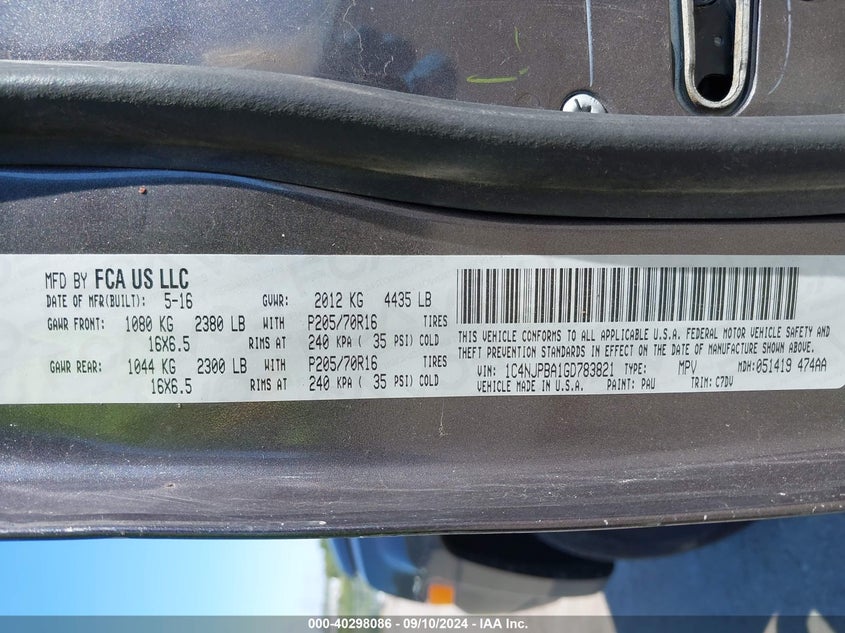 MFD BY FCA US LLC
DATE OF MFR(BUILT): 5-16 GVWR: 2012 KG 4435 LB
GAWR FRONT: 1080 KG 2380 LB WITH P205/70R16 TIRES
16X6.5 RIMS AT 240 KPA ( 35 PSI) COLD
GAWR REAR: 1044 KG 2300 LB WITH P205/70R16 TIRES
16X6.5 RIMS AT 240 KPA ( 35 PSI) COLD
THIS VEHICLE CONFORMS TO ALL APPLICABLE U.S.A. FEDERAL MOTOR VEHICLE SAFETY AND
THEFT PREVENTION STANDARDS IN EFFECT ON THE DATE OF MANUFACTURE SHOWN ABOVE.
VIN: 1C4NJPBA1GD783821 TYPE: MPV MDH:051419 474AA
VEHICLE MADE IN U.S.A. PAINT: PAU TRIM: C7DV
000-40298086 - 09/10/2024 - IAA Inc.